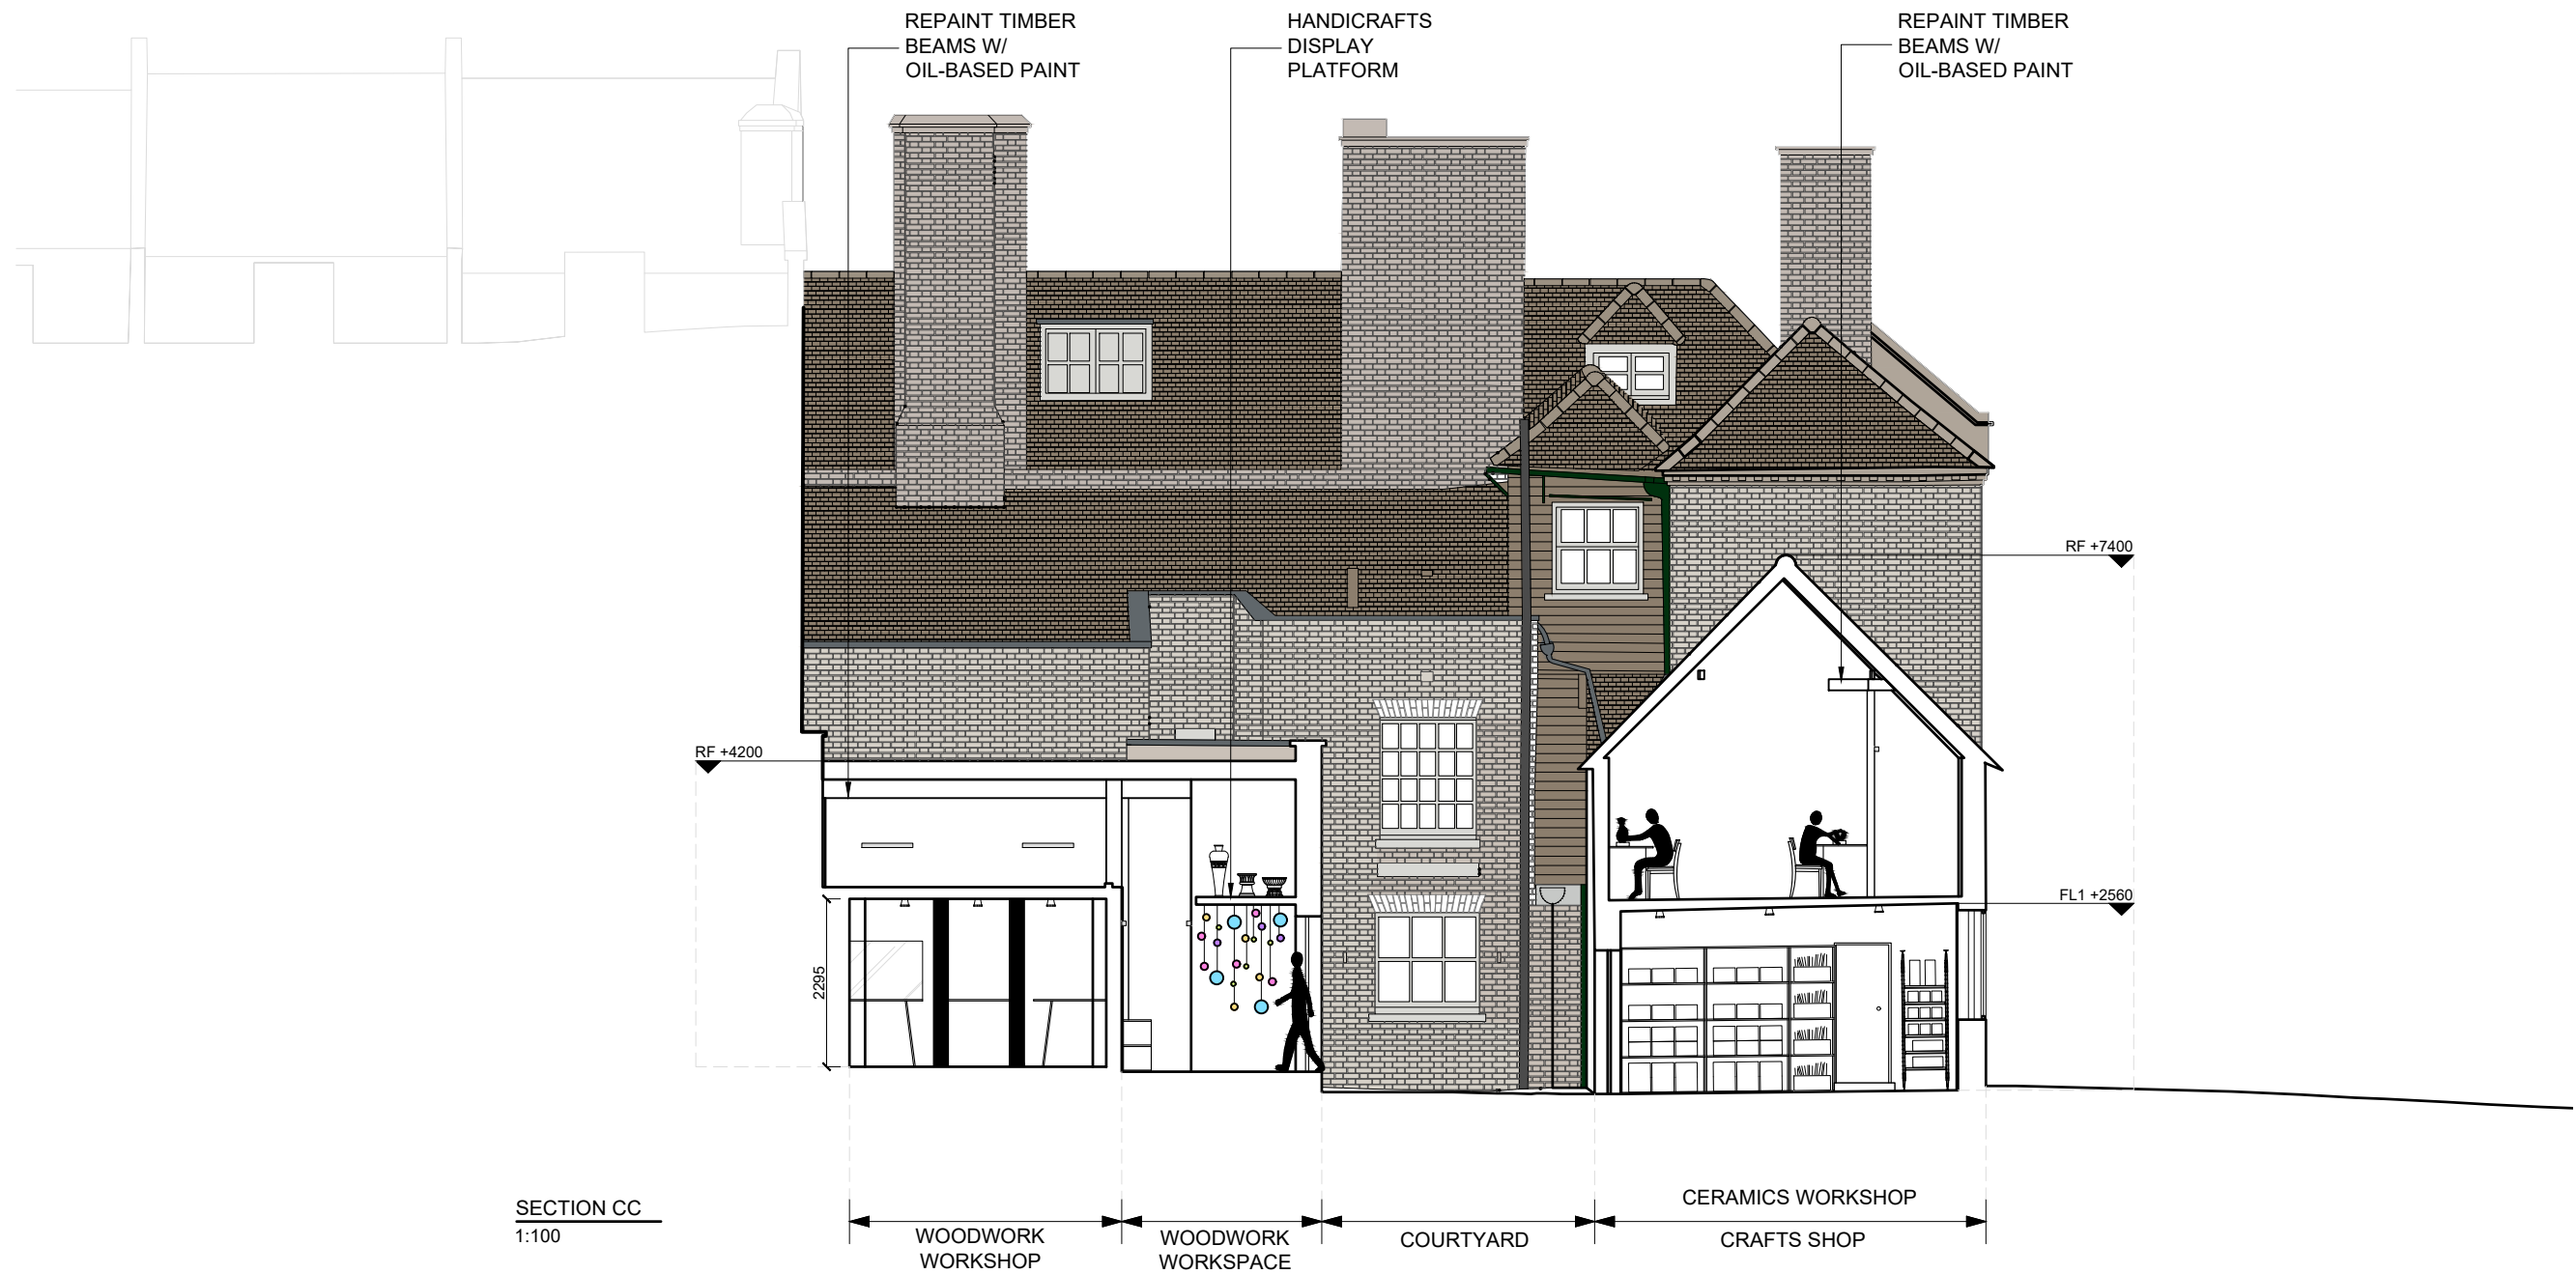 REPAINT TIMBER
BEAMS W/
OIL-BASED PAINT
HANDICRAFTS
DISPLAY
PLATFORM
REPAINT TIMBER
BEAMS W/
OIL-BASED PAINT
RF +7400
RF +4200
FL1 +2560
2295
SECTION CC
1:100
WOODWORK
WORKSHOP
WOODWORK
WORKSPACE
COURTYARD
CERAMICS WORKSHOP
CRAFTS SHOP